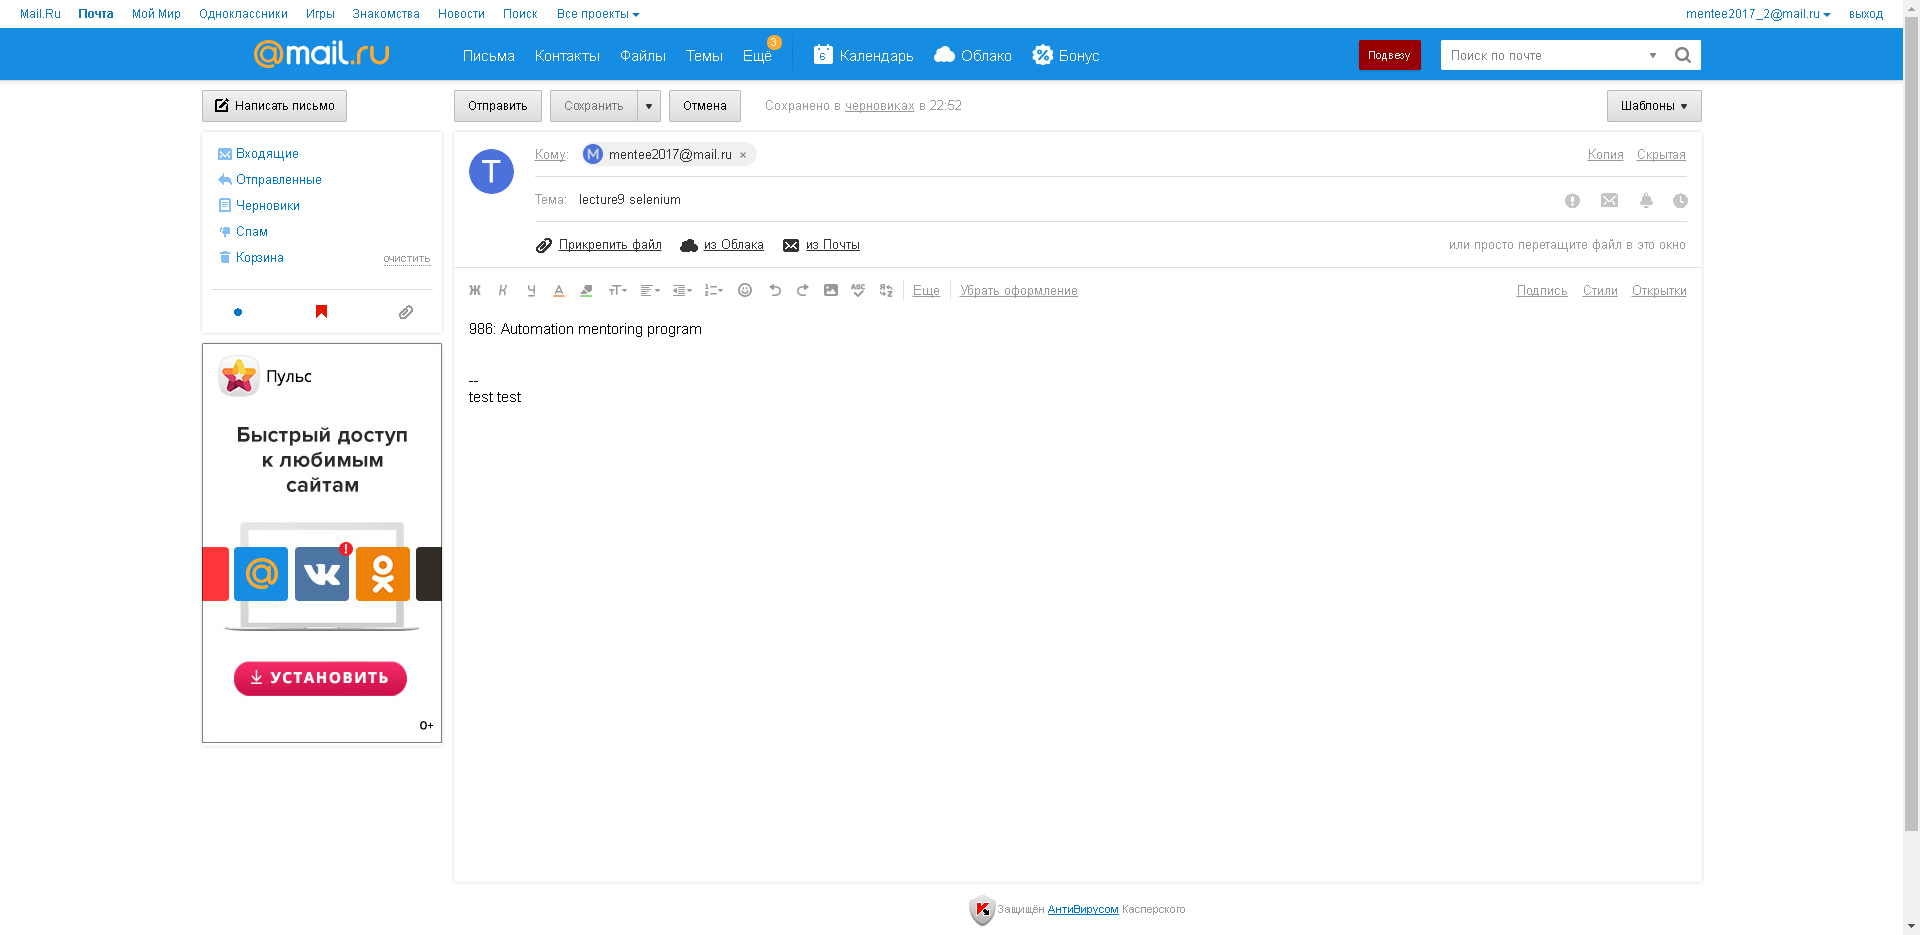 Mail.Ru Почта Мой Мир Одноклассники Игры Знакомства Новости Поиск Все проекты mentee2017_2@mail.ru выход
@mail.ru Письма Контакты Файлы Темы Ещё 3 6 Календарь Облако Бонус Подвезу Поиск по почте
Написать письмо Отправить Сохранить Отмена Сохранено в черновиках в 22:52 Шаблоны
Входящие
Отправленные
Черновики
Спам
Корзина очистить
Пульс
Быстрый доступ
к любимым
сайтам
@ VK !
УСТАНОВИТЬ
0+
T Кому: M mentee2017@mail.ru × Копия Скрытая
Тема: lecture9 selenium
Прикрепить файл из Облака из Почты или просто перетащите файл в это окно
Ж К Ч А тТ ABC Еще Убрать оформление Подпись Стили Открытки
986: Automation mentoring program
--
test test
Защищён АнтиВирусом Касперского